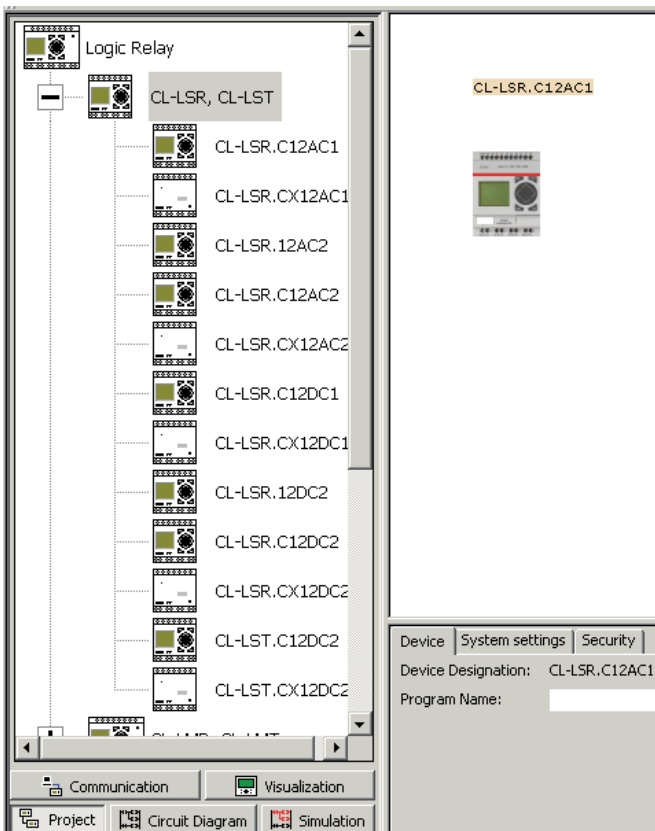 Logic Relay
CL-LSR, CL-LST
CL-LSR.C12AC1
CL-LSR.CX12AC1
CL-LSR.12AC2
CL-LSR.C12AC2
CL-LSR.CX12AC2
CL-LSR.C12DC1
CL-LSR.CX12DC1
CL-LSR.12DC2
CL-LSR.C12DC2
CL-LSR.CX12DC2
CL-LST.C12DC2
CL-LST.CX12DC2
Communication
Visualization
Project
Circuit Diagram
Simulation
CL-LSR.C12AC1
Device
System settings
Security
Device Designation: CL-LSR.C12AC1
Program Name: